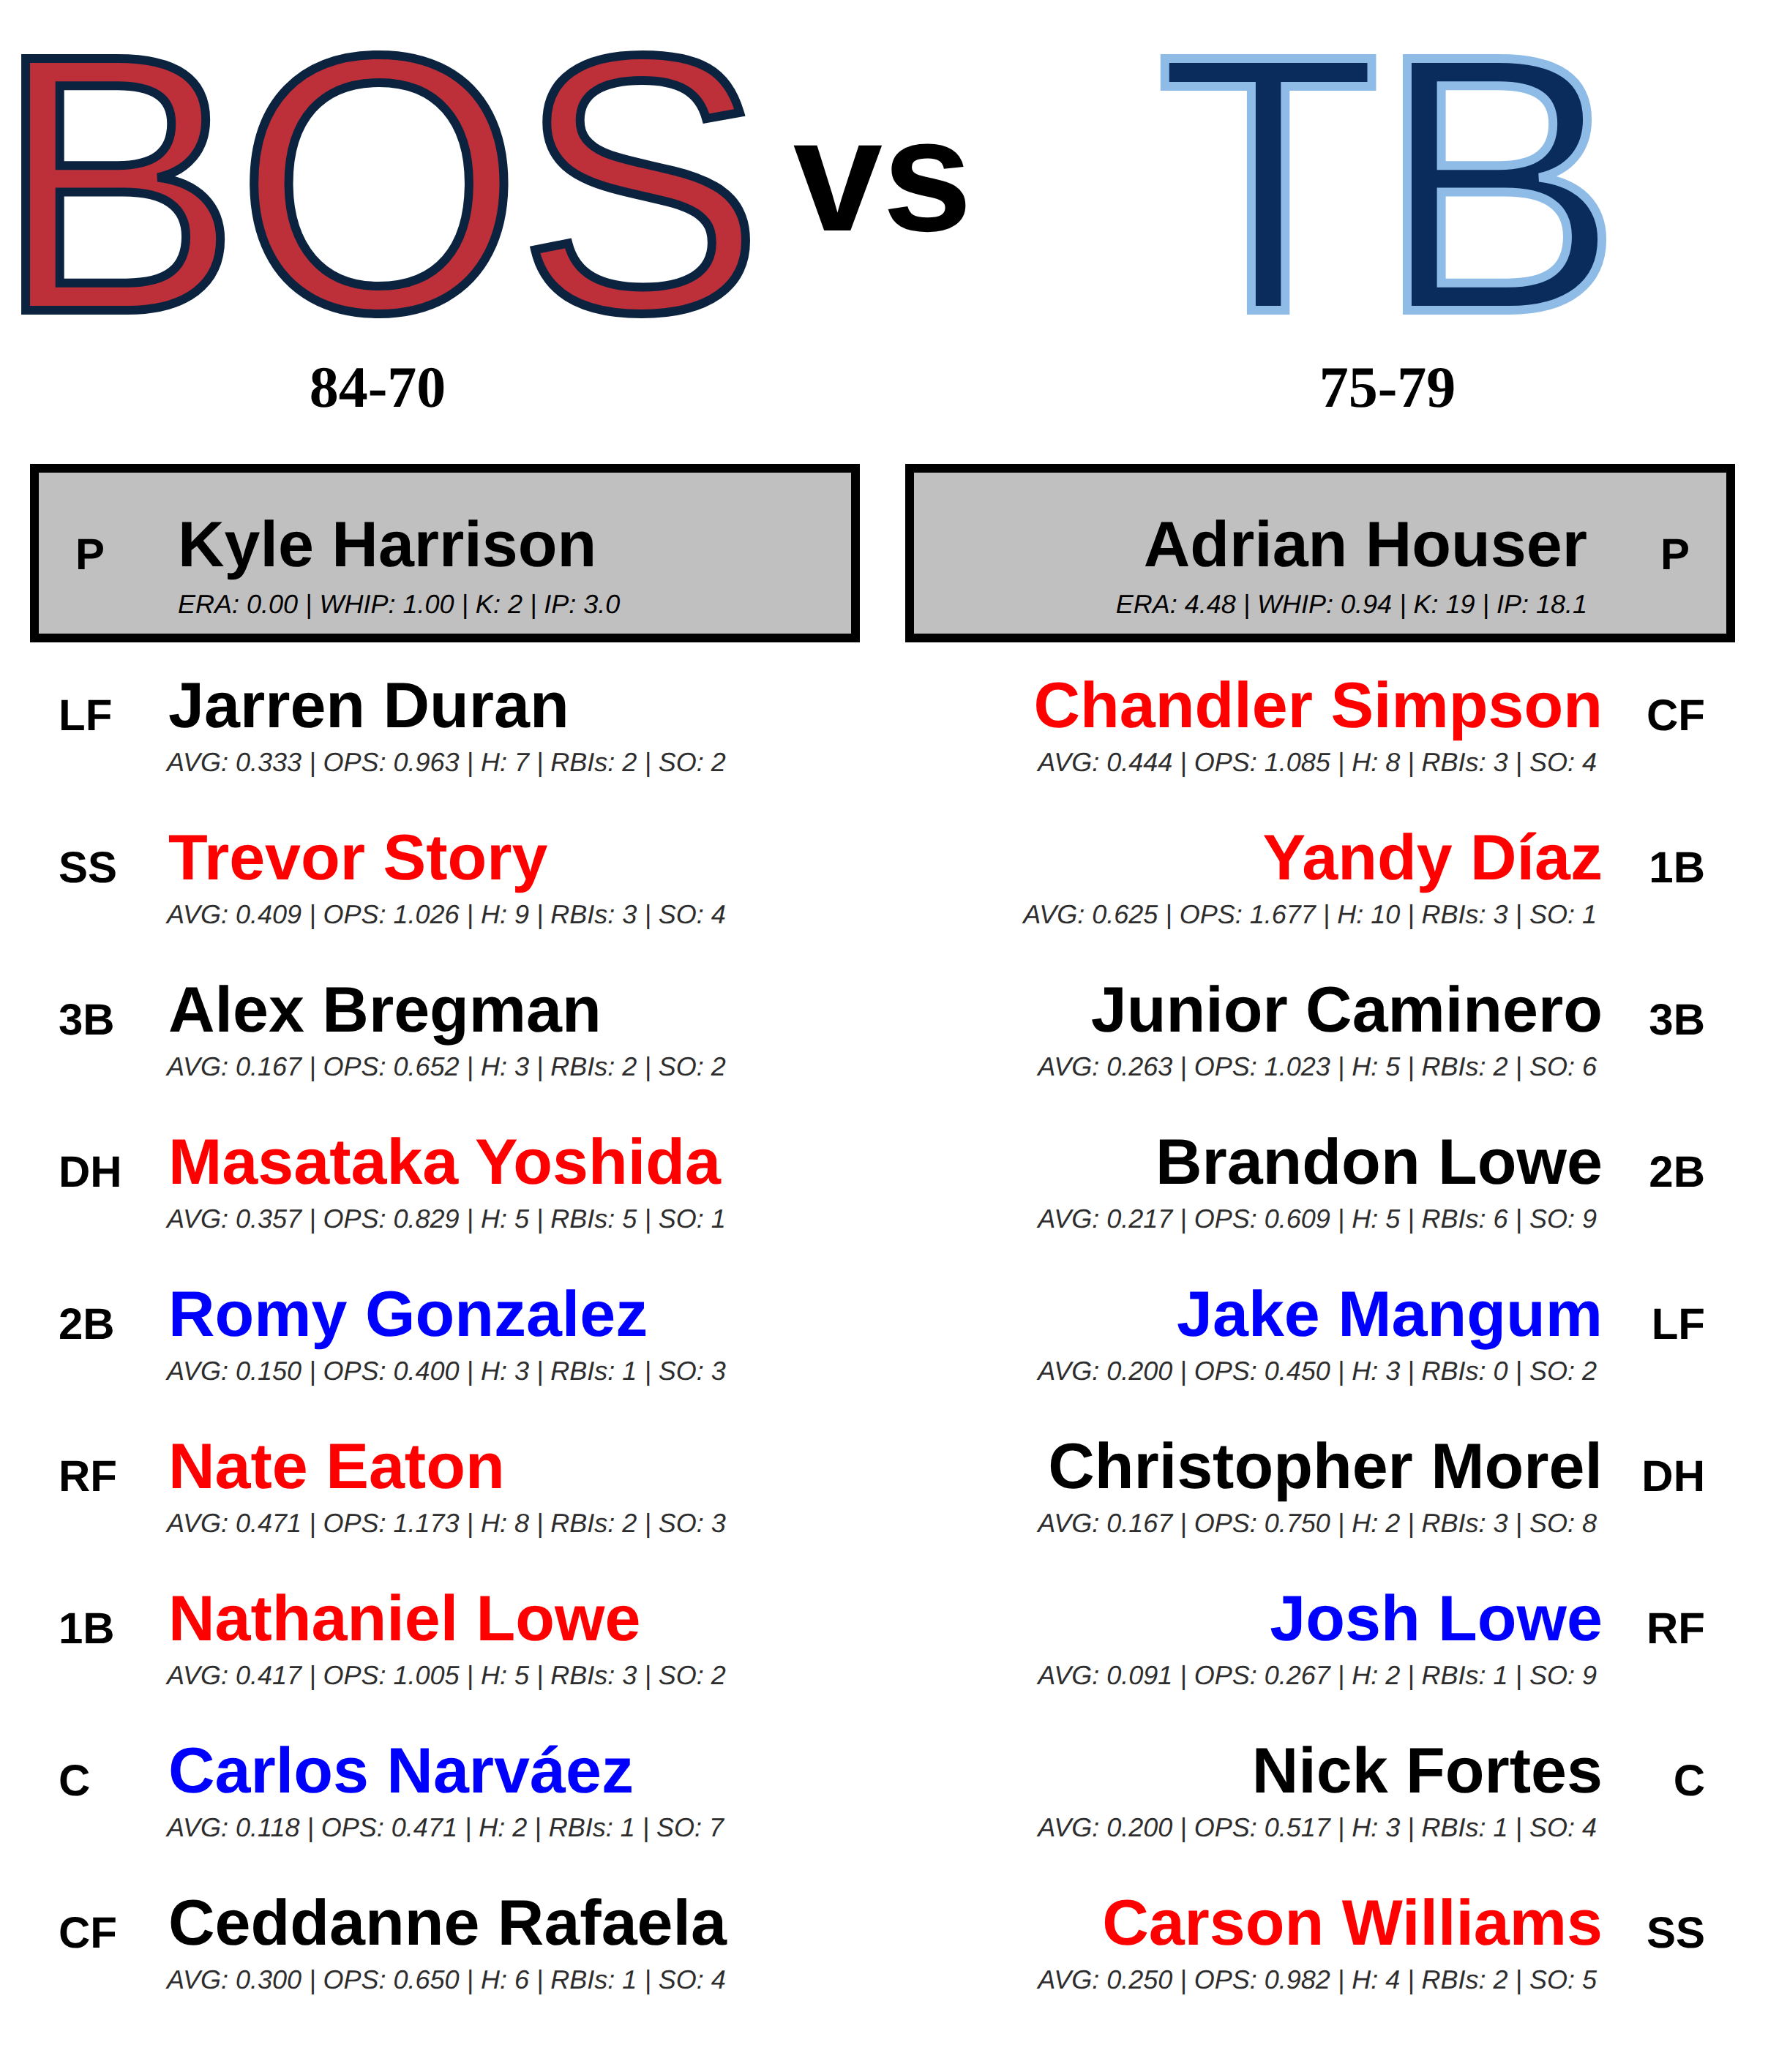 BOS vs TB
84-70 75-79
P Kyle Harrison
ERA: 0.00 | WHIP: 1.00 | K: 2 | IP: 3.0
Adrian Houser P
ERA: 4.48 | WHIP: 0.94 | K: 19 | IP: 18.1
LF Jarren Duran
AVG: 0.333 | OPS: 0.963 | H: 7 | RBIs: 2 | SO: 2
SS Trevor Story
AVG: 0.409 | OPS: 1.026 | H: 9 | RBIs: 3 | SO: 4
3B Alex Bregman
AVG: 0.167 | OPS: 0.652 | H: 3 | RBIs: 2 | SO: 2
DH Masataka Yoshida
AVG: 0.357 | OPS: 0.829 | H: 5 | RBIs: 5 | SO: 1
2B Romy Gonzalez
AVG: 0.150 | OPS: 0.400 | H: 3 | RBIs: 1 | SO: 3
RF Nate Eaton
AVG: 0.471 | OPS: 1.173 | H: 8 | RBIs: 2 | SO: 3
1B Nathaniel Lowe
AVG: 0.417 | OPS: 1.005 | H: 5 | RBIs: 3 | SO: 2
C Carlos Narváez
AVG: 0.118 | OPS: 0.471 | H: 2 | RBIs: 1 | SO: 7
CF Ceddanne Rafaela
AVG: 0.300 | OPS: 0.650 | H: 6 | RBIs: 1 | SO: 4
Chandler Simpson CF
AVG: 0.444 | OPS: 1.085 | H: 8 | RBIs: 3 | SO: 4
Yandy Díaz 1B
AVG: 0.625 | OPS: 1.677 | H: 10 | RBIs: 3 | SO: 1
Junior Caminero 3B
AVG: 0.263 | OPS: 1.023 | H: 5 | RBIs: 2 | SO: 6
Brandon Lowe 2B
AVG: 0.217 | OPS: 0.609 | H: 5 | RBIs: 6 | SO: 9
Jake Mangum LF
AVG: 0.200 | OPS: 0.450 | H: 3 | RBIs: 0 | SO: 2
Christopher Morel DH
AVG: 0.167 | OPS: 0.750 | H: 2 | RBIs: 3 | SO: 8
Josh Lowe RF
AVG: 0.091 | OPS: 0.267 | H: 2 | RBIs: 1 | SO: 9
Nick Fortes C
AVG: 0.200 | OPS: 0.517 | H: 3 | RBIs: 1 | SO: 4
Carson Williams SS
AVG: 0.250 | OPS: 0.982 | H: 4 | RBIs: 2 | SO: 5